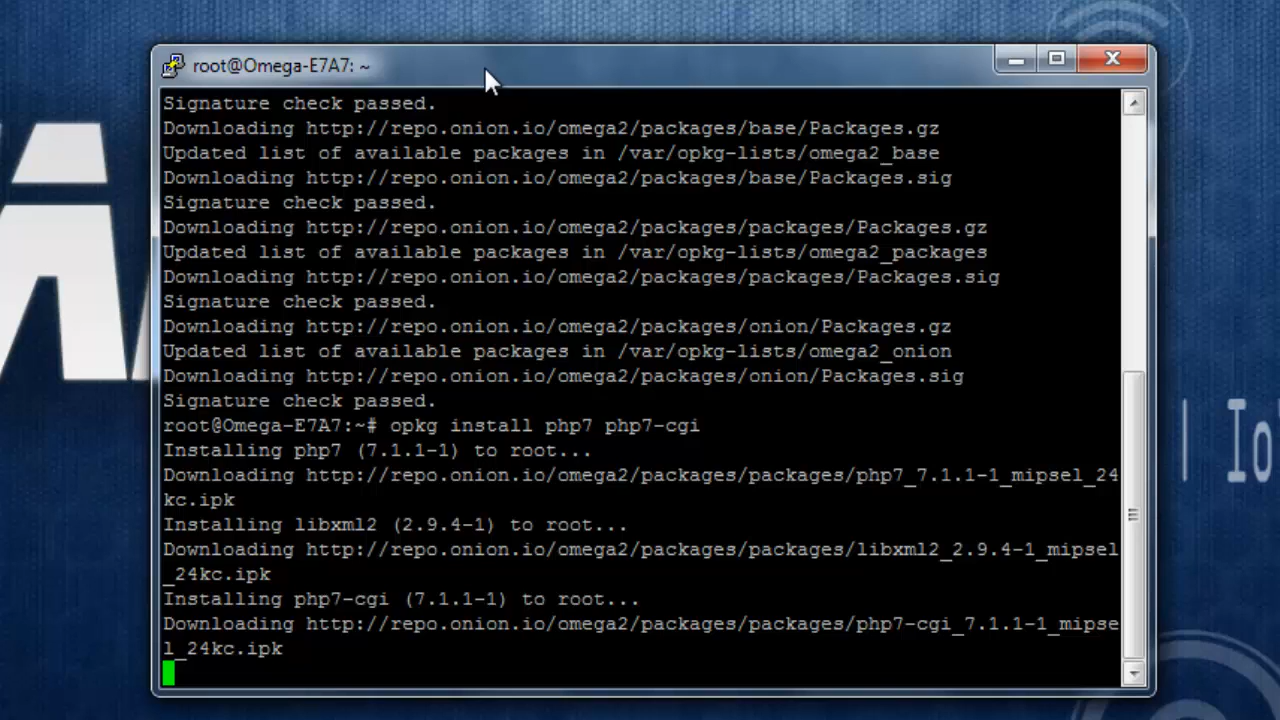 root@Omega-E7A7: ~
Signature check passed.
Downloading http://repo.onion.io/omega2/packages/base/Packages.gz
Updated list of available packages in /var/opkg-lists/omega2_base
Downloading http://repo.onion.io/omega2/packages/base/Packages.sig
Signature check passed.
Downloading http://repo.onion.io/omega2/packages/packages/Packages.gz
Updated list of available packages in /var/opkg-lists/omega2_packages
Downloading http://repo.onion.io/omega2/packages/packages/Packages.sig
Signature check passed.
Downloading http://repo.onion.io/omega2/packages/onion/Packages.gz
Updated list of available packages in /var/opkg-lists/omega2_onion
Downloading http://repo.onion.io/omega2/packages/onion/Packages.sig
Signature check passed.
root@Omega-E7A7:~# opkg install php7 php7-cgi
Installing php7 (7.1.1-1) to root...
Downloading http://repo.onion.io/omega2/packages/packages/php7_7.1.1-1_mipsel_24
kc.ipk
Installing libxml2 (2.9.4-1) to root...
Downloading http://repo.onion.io/omega2/packages/packages/libxml2_2.9.4-1_mipsel
_24kc.ipk
Installing php7-cgi (7.1.1-1) to root...
Downloading http://repo.onion.io/omega2/packages/packages/php7-cgi_7.1.1-1_mipse
l_24kc.ipk
| Io